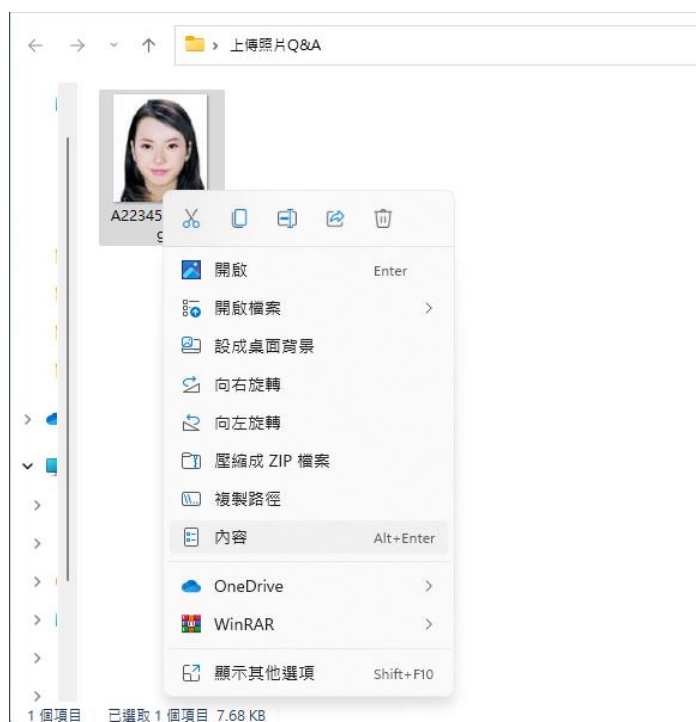 上傳照片Q&A
A22345
g
開啟 Enter
開啟檔案
設成桌面背景
向右旋轉
向左旋轉
壓縮成 ZIP 檔案
複製路徑
內容 Alt+Enter
OneDrive
WinRAR
顯示其他選項 Shift+F10
1 個項目 已選取 1 個項目 7.68 KB